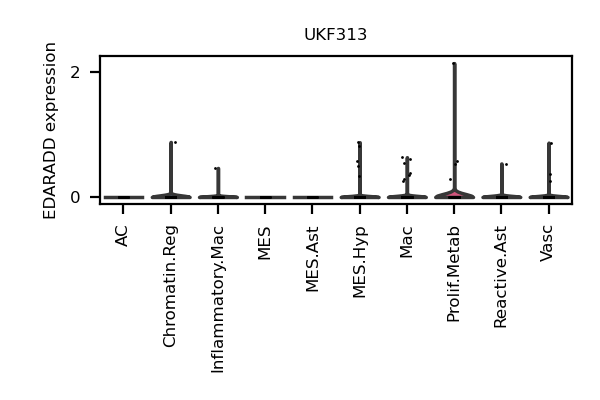 UKF313
EDARADD expression
2
0
AC
Chromatin.Reg
Inflammatory.Mac
MES
MES.Ast
MES.Hyp
Mac
Prolif.Metab
Reactive.Ast
Vasc